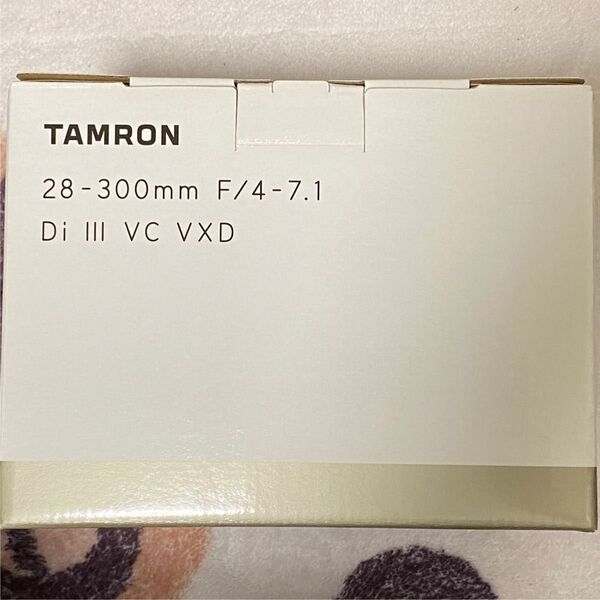 TAMRON
28-300mm F/4-7.1
Di III VC VXD